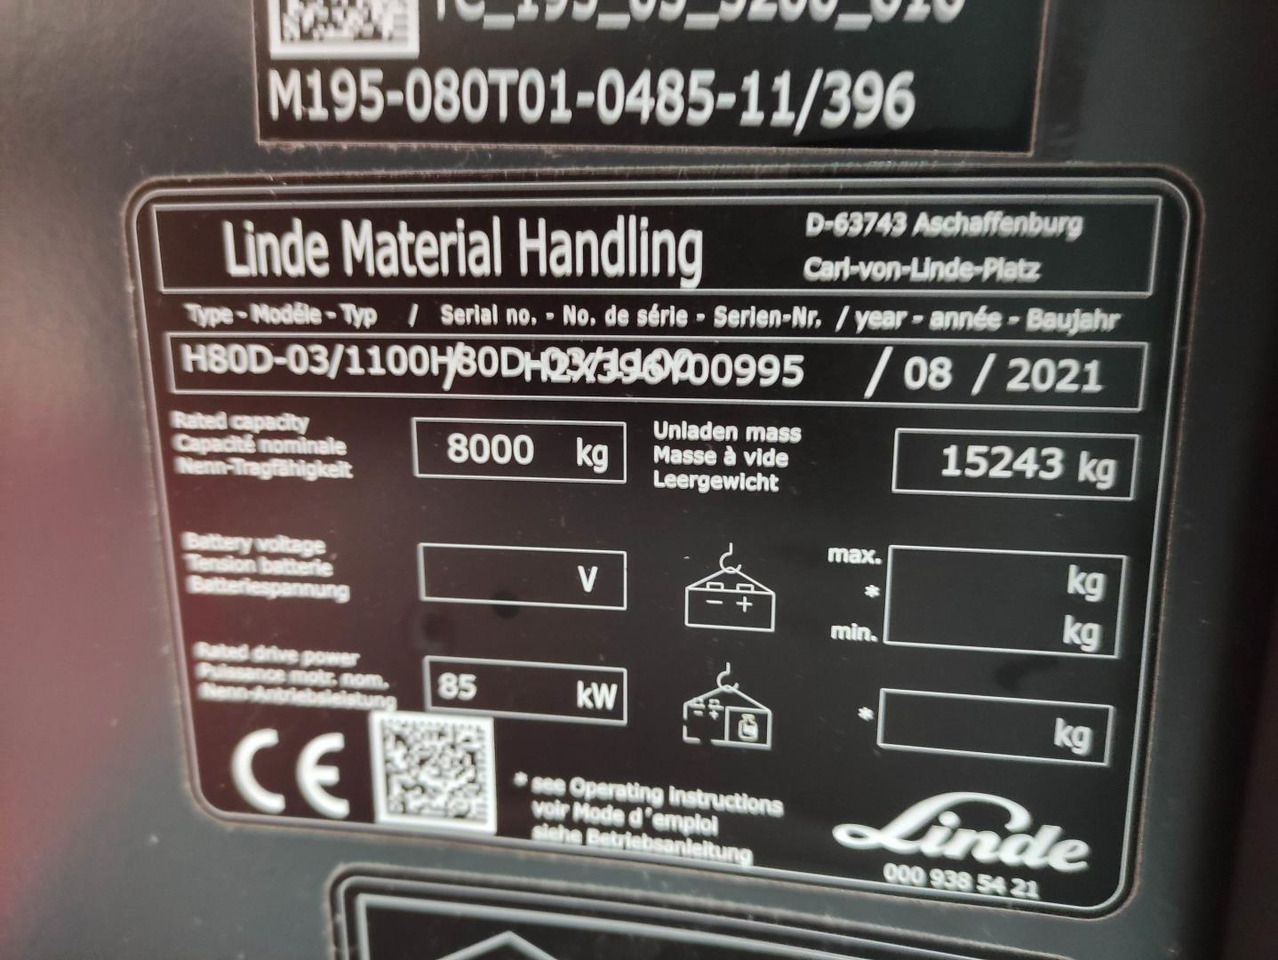 M195-080T01-0485-11/396
Linde Material Handling
D-63743 Aschaffenburg
Carl-von-Linde-Platz
Type - Modéle - Typ / Serial no. - No. de série - Serien-Nr. / year - année - Baujahr
H80D-03/1100 / H2X396Y00995 / 08 / 2021
Rated capacity
Capacité nominale
Nenn-Tragfähigkeit
8000 kg
Unladen mass
Masse à vide
Leergewicht
15243 kg
Battery voltage
Tension batterie
Batteriespannung
V
max. kg
*
min. kg
Rated drive power
Puissance motr. nom.
Nenn-Antriebsleistung
85 kW
* kg
CE
* see Operating Instructions
voir Mode d'emploi
siehe Betriebsanleitung
Linde
000 938 54 21